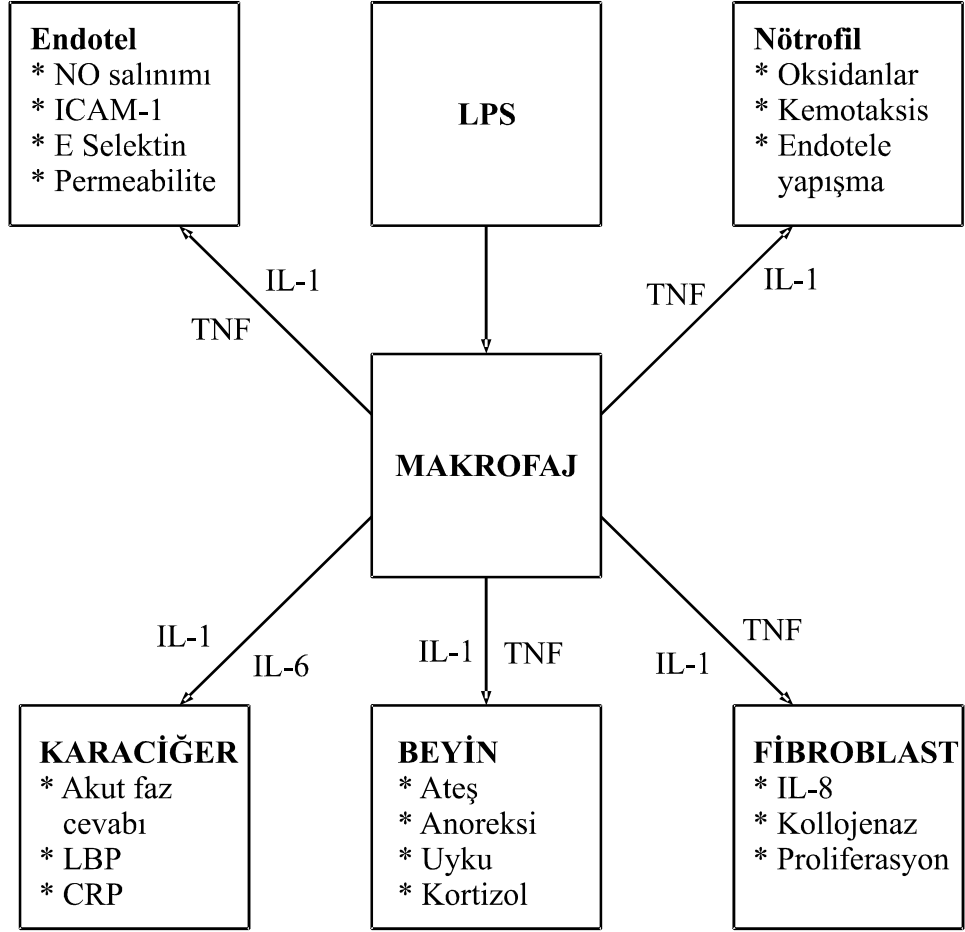 Endotel
* NO salınımı
* ICAM-1
* E Selektin
* Permeabilite
LPS
Nötrofil
* Oksidanlar
* Kemotaksis
* Endotele
yapışma
IL-1
TNF
TNF
IL-1
MAKROFAJ
IL-1
IL-6
IL-1
TNF
TNF
IL-1
KARACİĞER
* Akut faz
cevabı
* LBP
* CRP
BEYİN
* Ateş
* Anoreksi
* Uyku
* Kortizol
FİBROBLAST
* IL-8
* Kollojenaz
* Proliferasyon